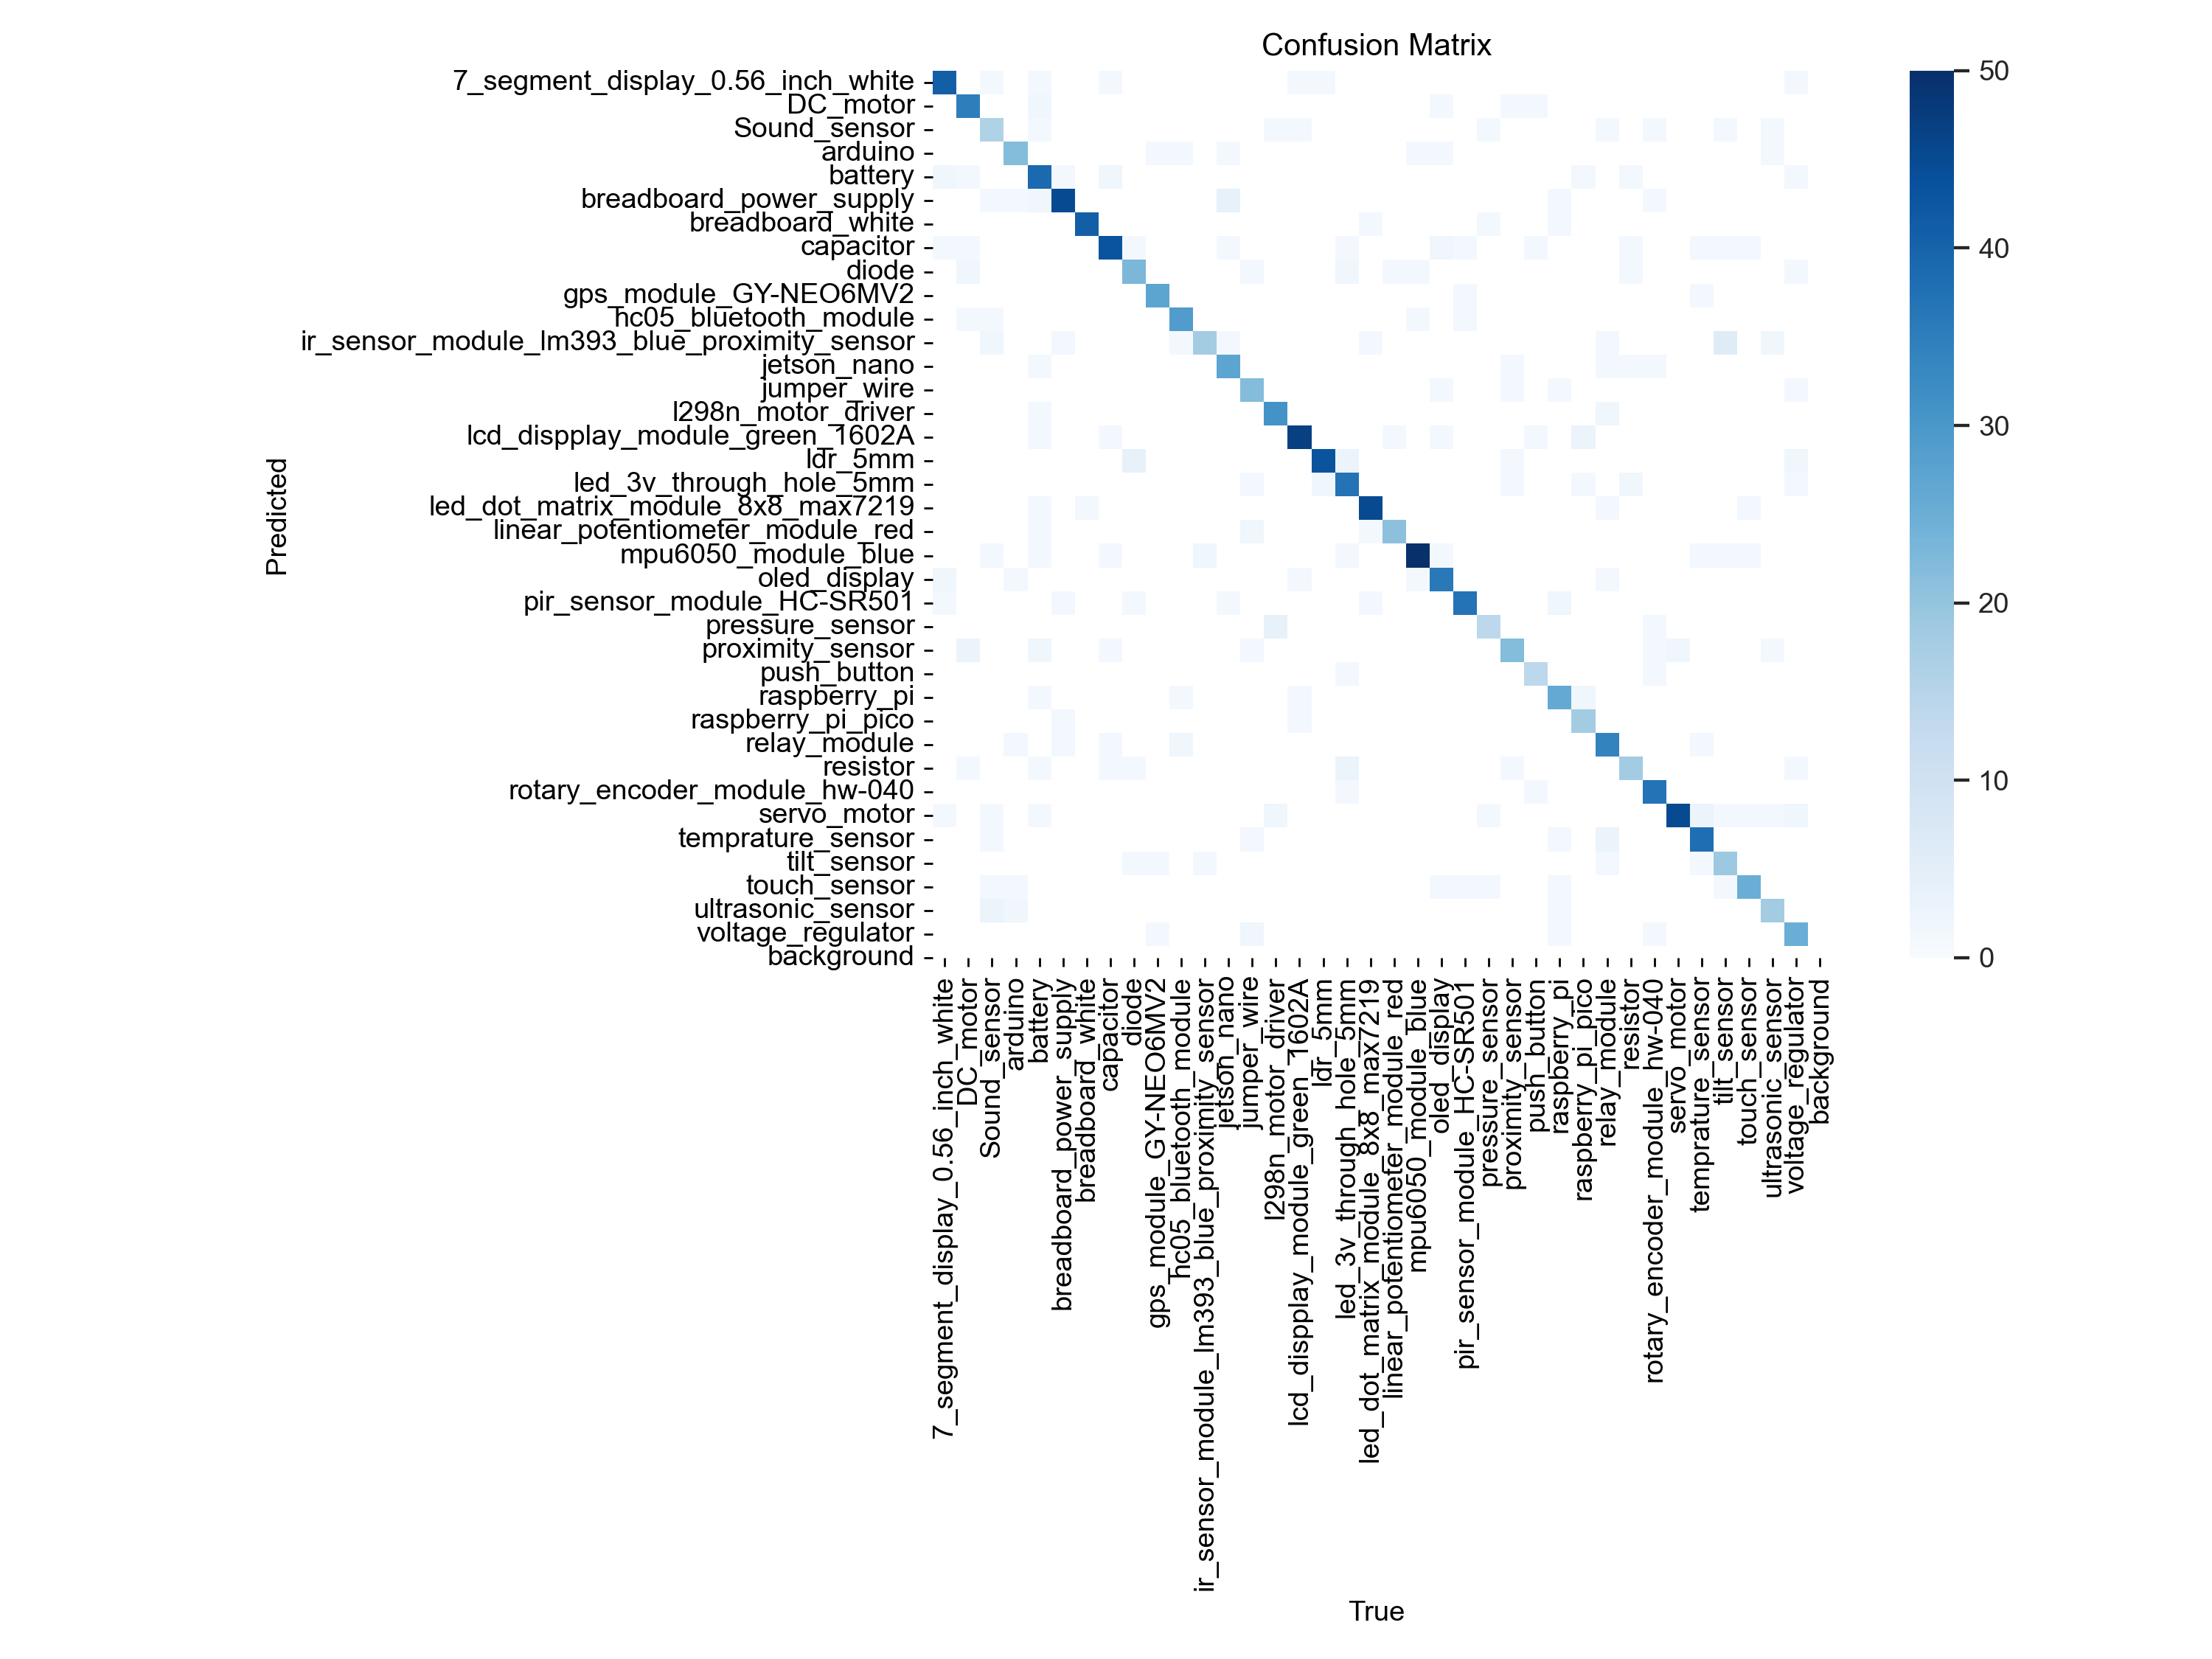 Confusion Matrix
7_segment_display_0.56_inch_white
DC_motor
Sound_sensor
arduino
battery
breadboard_power_supply
breadboard_white
capacitor
diode
gps_module_GY-NEO6MV2
hc05_bluetooth_module
ir_sensor_module_lm393_blue_proximity_sensor
jetson_nano
jumper_wire
l298n_motor_driver
lcd_dispplay_module_green_1602A
ldr_5mm
led_3v_through_hole_5mm
led_dot_matrix_module_8x8_max7219
linear_potentiometer_module_red
mpu6050_module_blue
oled_display
pir_sensor_module_HC-SR501
pressure_sensor
proximity_sensor
push_button
raspberry_pi
raspberry_pi_pico
relay_module
resistor
rotary_encoder_module_hw-040
servo_motor
temprature_sensor
tilt_sensor
touch_sensor
ultrasonic_sensor
voltage_regulator
background
Predicted
7_segment_display_0.56_inch_white
DC_motor
Sound_sensor
arduino
battery
breadboard_power_supply
breadboard_white
capacitor
diode
gps_module_GY-NEO6MV2
hc05_bluetooth_module
ir_sensor_module_lm393_blue_proximity_sensor
jetson_nano
jumper_wire
l298n_motor_driver
lcd_dispplay_module_green_1602A
ldr_5mm
led_3v_through_hole_5mm
led_dot_matrix_module_8x8_max7219
linear_potentiometer_module_red
mpu6050_module_blue
oled_display
pir_sensor_module_HC-SR501
pressure_sensor
proximity_sensor
push_button
raspberry_pi
raspberry_pi_pico
relay_module
resistor
rotary_encoder_module_hw-040
servo_motor
temprature_sensor
tilt_sensor
touch_sensor
ultrasonic_sensor
voltage_regulator
background
True
50
40
30
20
10
0